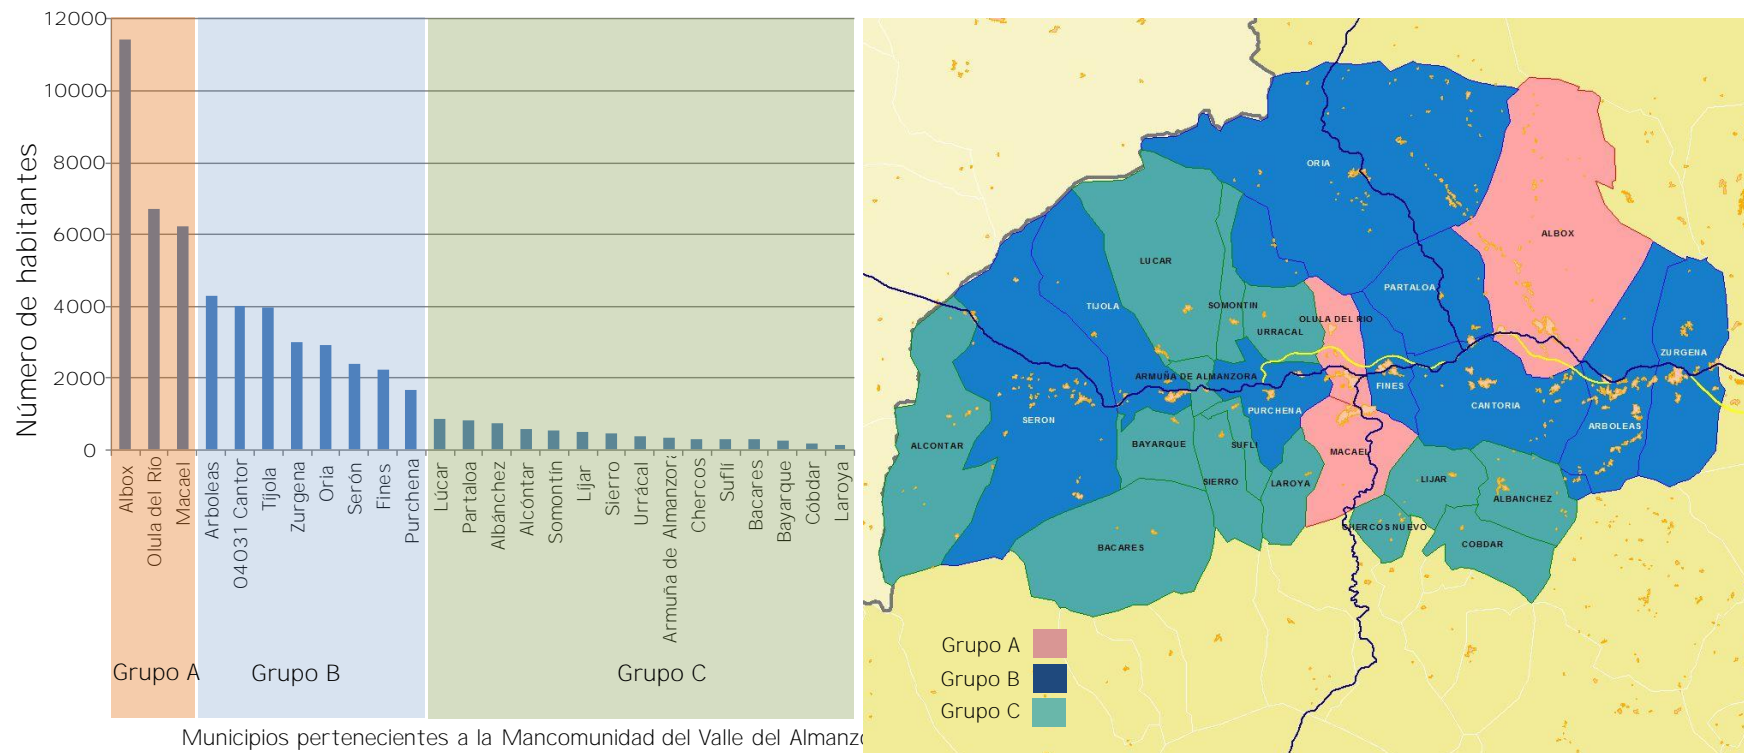 12000
10000
8000
6000
4000
2000
0
Número de habitantes
Albox
Olula del Río
Macael
Arboleas
04031 Cantor
Tíjola
Zurgena
Oria
Serón
Fines
Purchena
Lúcar
Partaloa
Albánchez
Alcóntar
Somontín
Líjar
Sierro
Urrácal
Armuña de Almanzora
Chercos
Suflí
Bacares
Bayarque
Cóbdar
Laroya
Grupo A
Grupo B
Grupo C
Municipios pertenecientes a la Mancomunidad del Valle del Almanzo
ORIA
ALBOX
LUCAR
PARTALOA
TIJOLA
SOMONTIN
OLULA DEL RIO
URRACAL
ZURGENA
ARMUÑA DE ALMANZORA
FINES
CANTORIA
PURCHENA
SERON
ARBOLEAS
ALCONTAR
BAYARQUE
SUFLI
MACAEL
SIERRO
LAROYA
LIJAR
ALBANCHEZ
CHERCOS NUEVO
BACARES
COBDAR
Grupo A
Grupo B
Grupo C